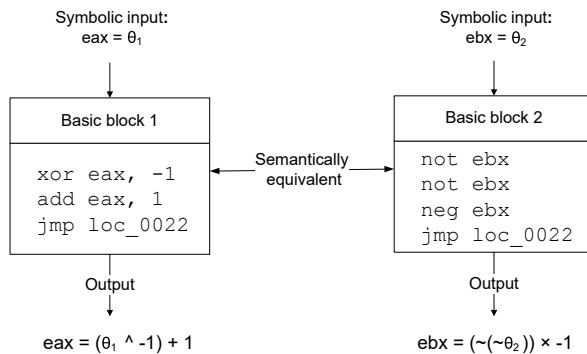 Symbolic input:
eax = θ₁
Basic block 1
xor eax, -1
add eax, 1
jmp loc_0022
Output
eax = (θ₁ ^ -1) + 1
Semantically
equivalent
Symbolic input:
ebx = θ₂
Basic block 2
not ebx
not ebx
neg ebx
jmp loc_0022
Output
ebx = (~(~θ₂)) × -1